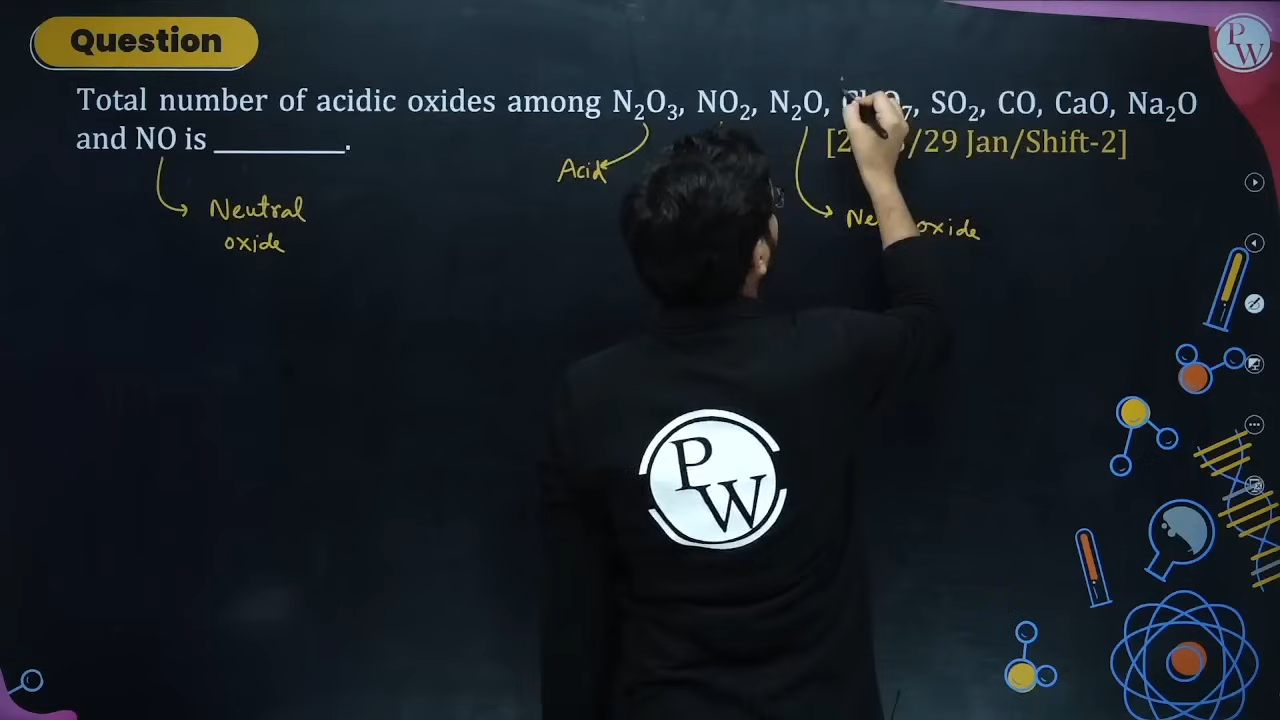 Question
PW
Total number of acidic oxides among N₂O₃, NO₂, N₂O, SO₂, CO, CaO, Na₂O
and NO is ________. [2 /29 Jan/Shift-2]
Acid
Neutral
oxide
oxide
P
W